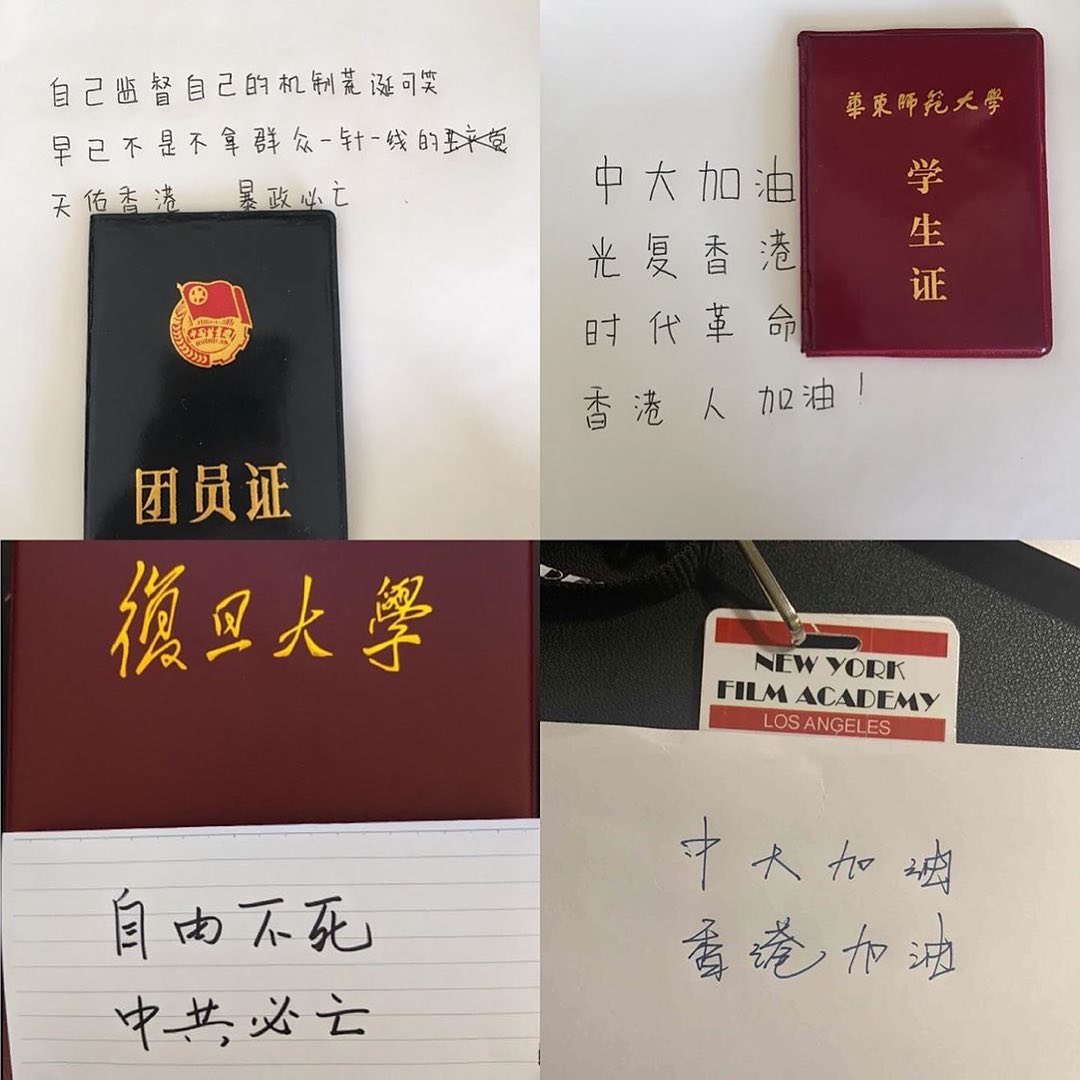 自己监督自己的机制荒诞可笑
早已不是不拿群众一针一线的
天佑香港 暴政必亡
团员证
華東師範大學
学生证
中大加油
光复香港
时代革命
香港人加油！
復旦大學
自由不死
中共必亡
NEW YORK
FILM ACADEMY
LOS ANGELES
中大加油
香港加油